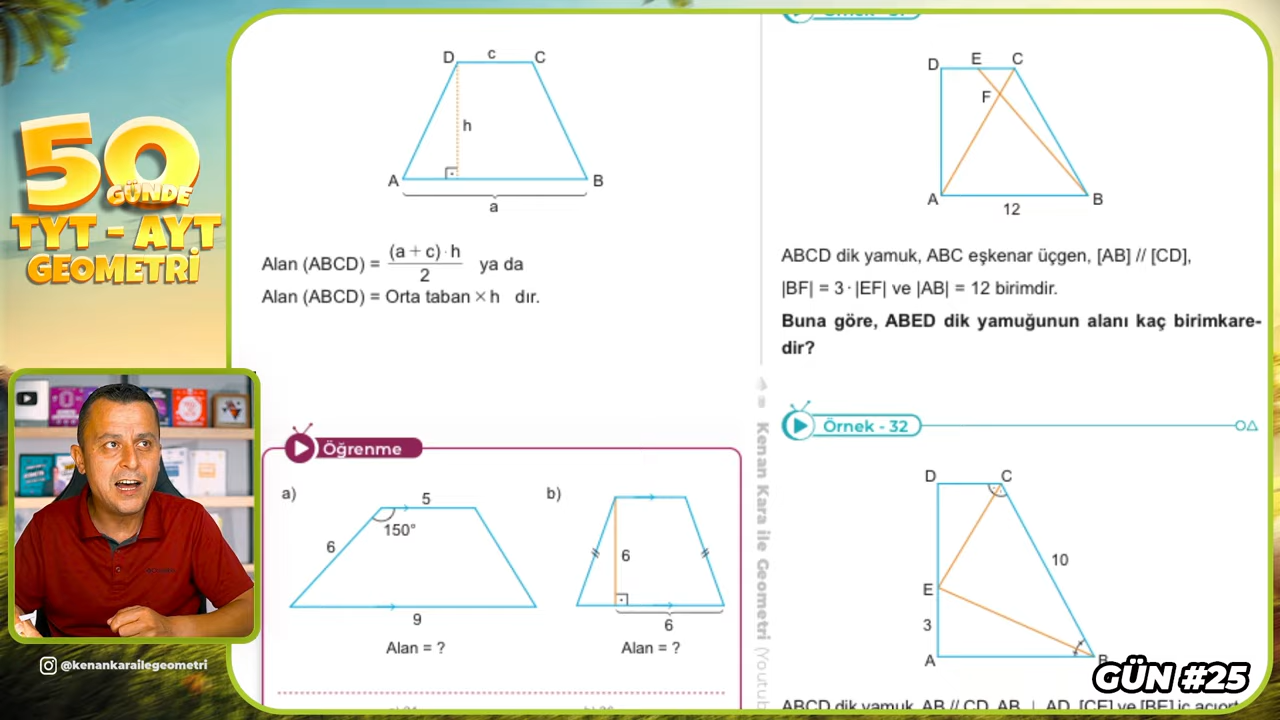 50
GÜNDE
TYT - AYT
GEOMETRİ
@kenankarailegeometri
D c C
h
A B
a
Alan (ABCD) = (a + c) · h / 2 ya da
Alan (ABCD) = Orta taban × h dır.
Öğrenme
a)
5
150°
6
9
Alan = ?
b)
6
6
Alan = ?
Kenan Kara ile Geometri
D E C
F
A B
12
ABCD dik yamuk, ABC eşkenar üçgen, [AB] // [CD],
|BF| = 3 · |EF| ve |AB| = 12 birimdir.
Buna göre, ABED dik yamuğunun alanı kaç birimkare-
dir?
Örnek - 32
D C
10
E
3
A B
GÜN #25